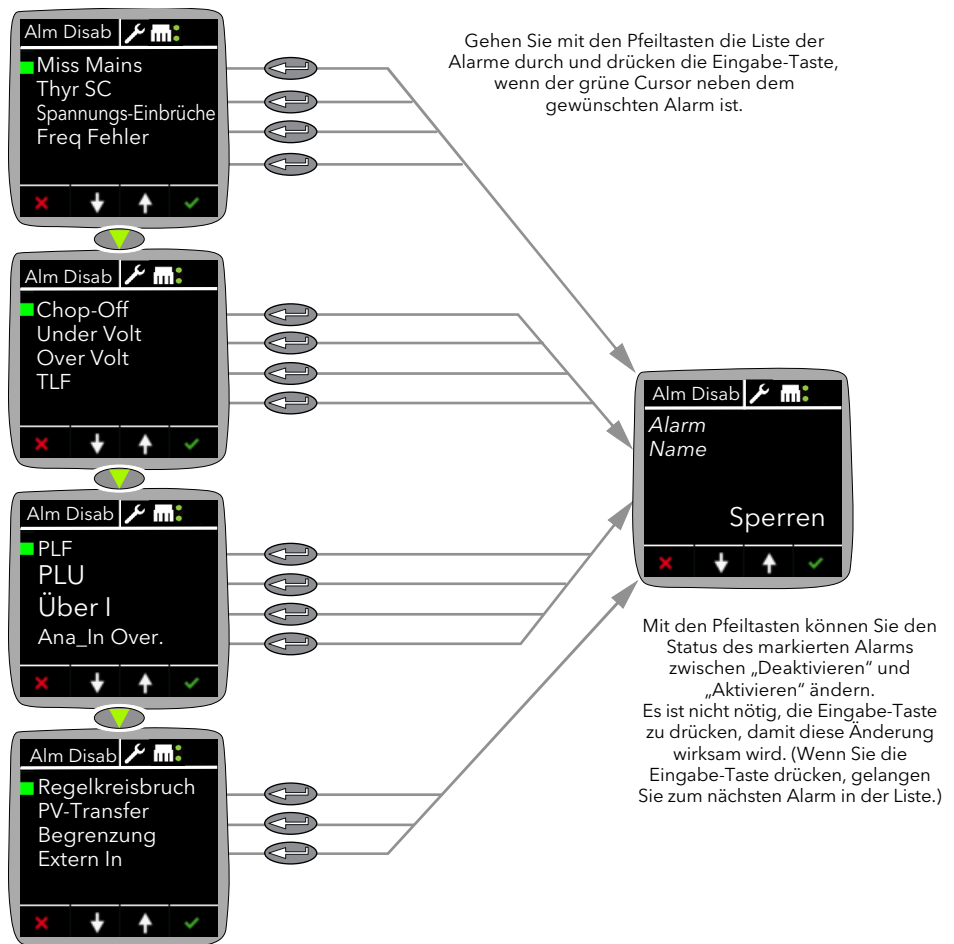 Alm Disab
Miss Mains
Thyr SC
Spannungs-Einbrüche
Freq Fehler
Gehen Sie mit den Pfeiltasten die Liste der
Alarme durch und drücken die Eingabe-Taste,
wenn der grüne Cursor neben dem
gewünschten Alarm ist.
Alm Disab
Chop-Off
Under Volt
Over Volt
TLF
Alm Disab
Alarm
Name
Sperren
Alm Disab
PLF
PLU
Über I
Ana_In Over.
Mit den Pfeiltasten können Sie den
Status des markierten Alarms
zwischen „Deaktivieren“ und
„Aktivieren“ ändern.
Es ist nicht nötig, die Eingabe-Taste
zu drücken, damit diese Änderung
wirksam wird. (Wenn Sie die
Eingabe-Taste drücken, gelangen
Sie zum nächsten Alarm in der Liste.)
Alm Disab
Regelkreisbruch
PV-Transfer
Begrenzung
Extern In